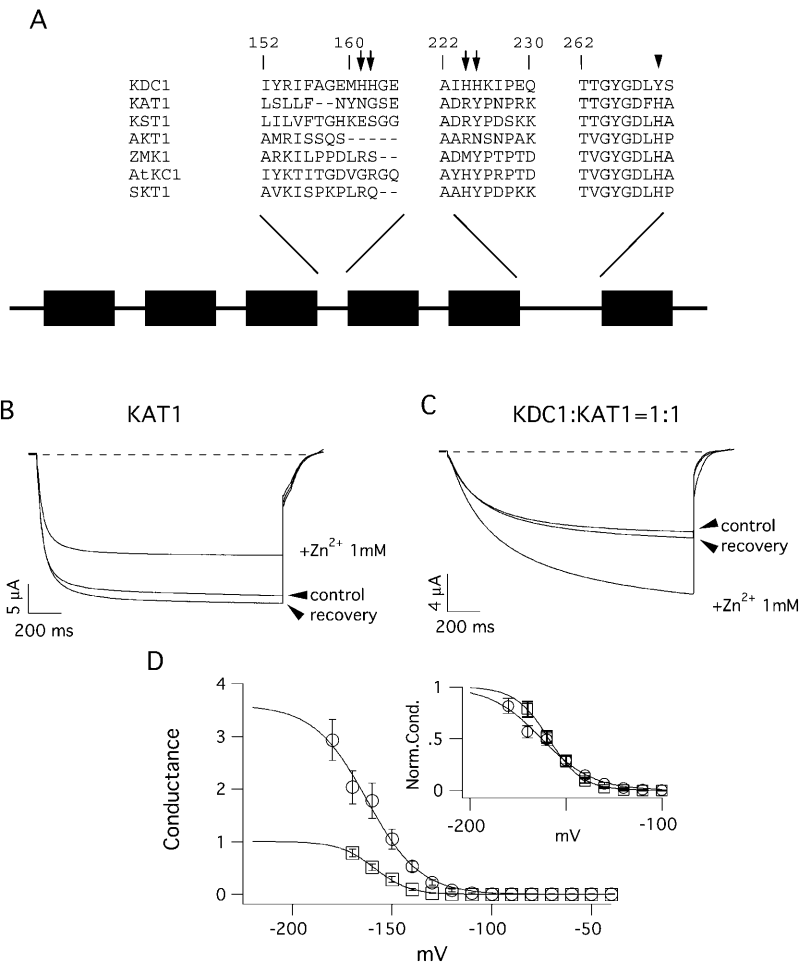 A
152 160 222 230 262
KDC1 IYRIFAGEMHHGE AIHHKIPEQ TTGYGDLYS
KAT1 LSLLF--NYNGSE ADRYPNPRK TTGYGDFHA
KST1 LILVFTGHKESGG ADRYPDSKK TTGYGDLHA
AKT1 AMRISSQS----- AARNSNPAK TVGYGDLHP
ZMK1 ARKILPPDLRS-- ADMYPTPTD TVGYGDLHA
AtKC1 IYKTITGDVGRGQ AYHYPRPTD TVGYGDLHA
SKT1 AVKISPKPLRQ-- AAHYPDPKK TVGYGDLHP
B KAT1
+Zn²⁺ 1mM
control
recovery
5 μA
200 ms
C KDC1:KAT1=1:1
control
recovery
+Zn²⁺ 1mM
4 μA
200 ms
D
Conductance
4
3
2
1
0
-200 -150 -100 -50
mV
Norm.Cond.
1
.5
0
-200 -100
mV